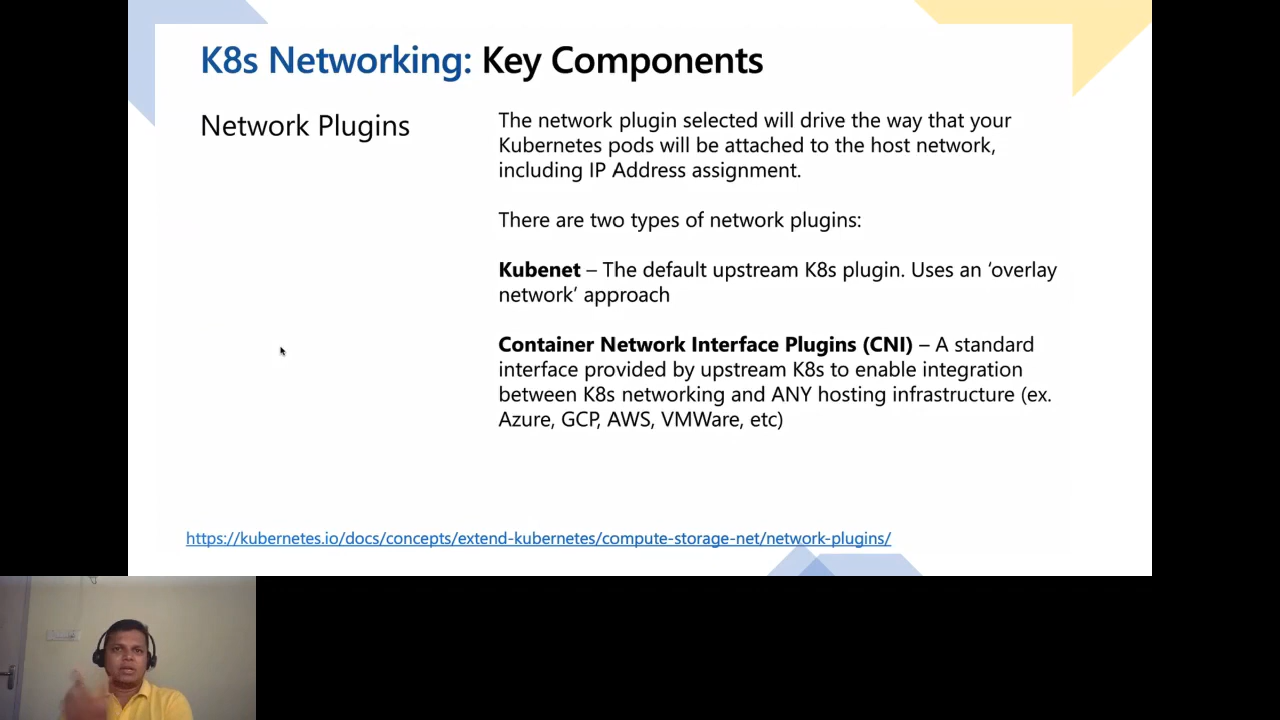 K8s Networking: Key Components
Network Plugins
The network plugin selected will drive the way that your
Kubernetes pods will be attached to the host network,
including IP Address assignment.
There are two types of network plugins:
Kubenet – The default upstream K8s plugin. Uses an ‘overlay
network’ approach
Container Network Interface Plugins (CNI) – A standard
interface provided by upstream K8s to enable integration
between K8s networking and ANY hosting infrastructure (ex.
Azure, GCP, AWS, VMWare, etc)
https://kubernetes.io/docs/concepts/extend-kubernetes/compute-storage-net/network-plugins/